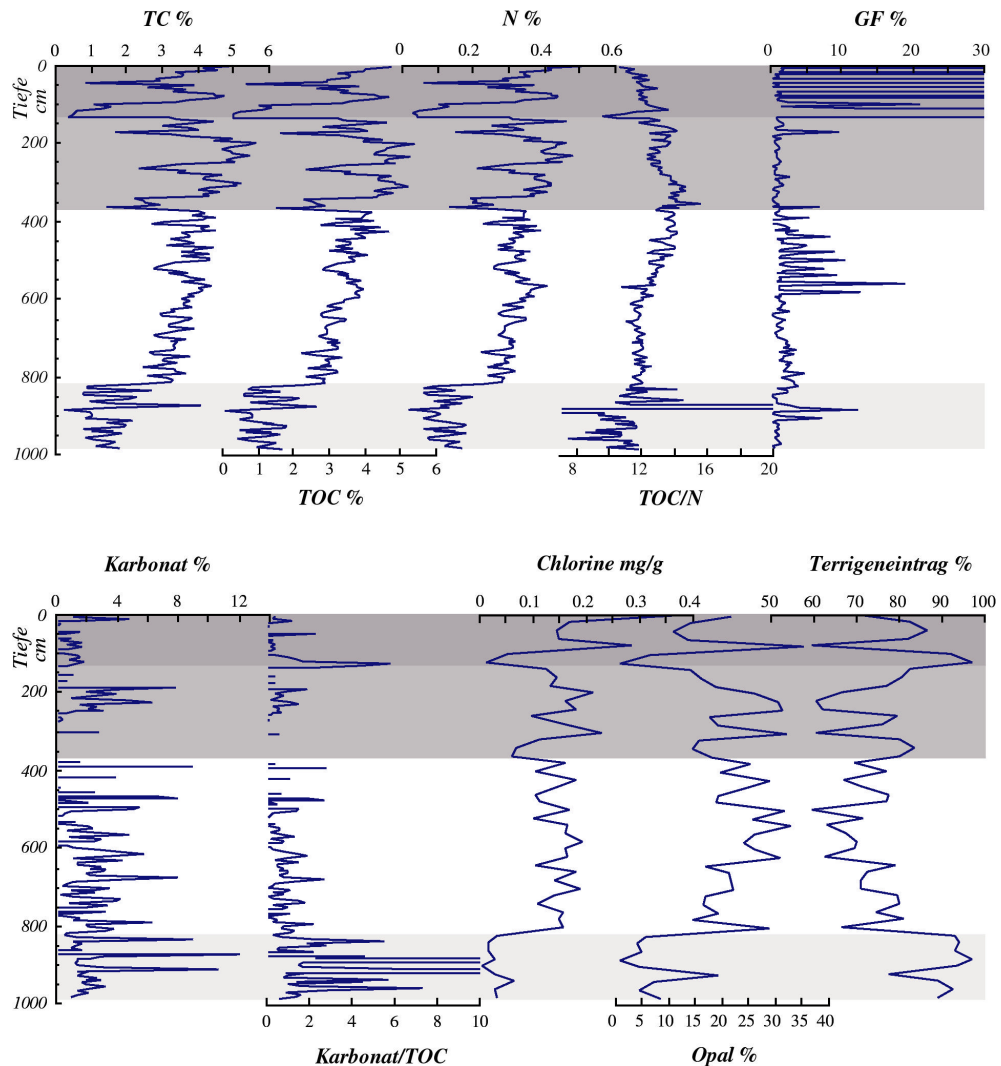 TC %
N %
GF %
0 1 2 3 4 5 6
0 0.2 0.4 0.6
0 10 20 30
Tiefe cm
0
200
400
600
800
1000
0 1 2 3 4 5 6
8 12 16 20
TOC %
TOC/N
Karbonat %
Chlorine mg/g
Terrigeneintrag %
0 4 8 12
0 0.1 0.2 0.3 0.4
50 60 70 80 90 100
Tiefe cm
0
200
400
600
800
1000
0 2 4 6 8 10
0 5 10 15 20 25 30 35 40
Karbonat/TOC
Opal %